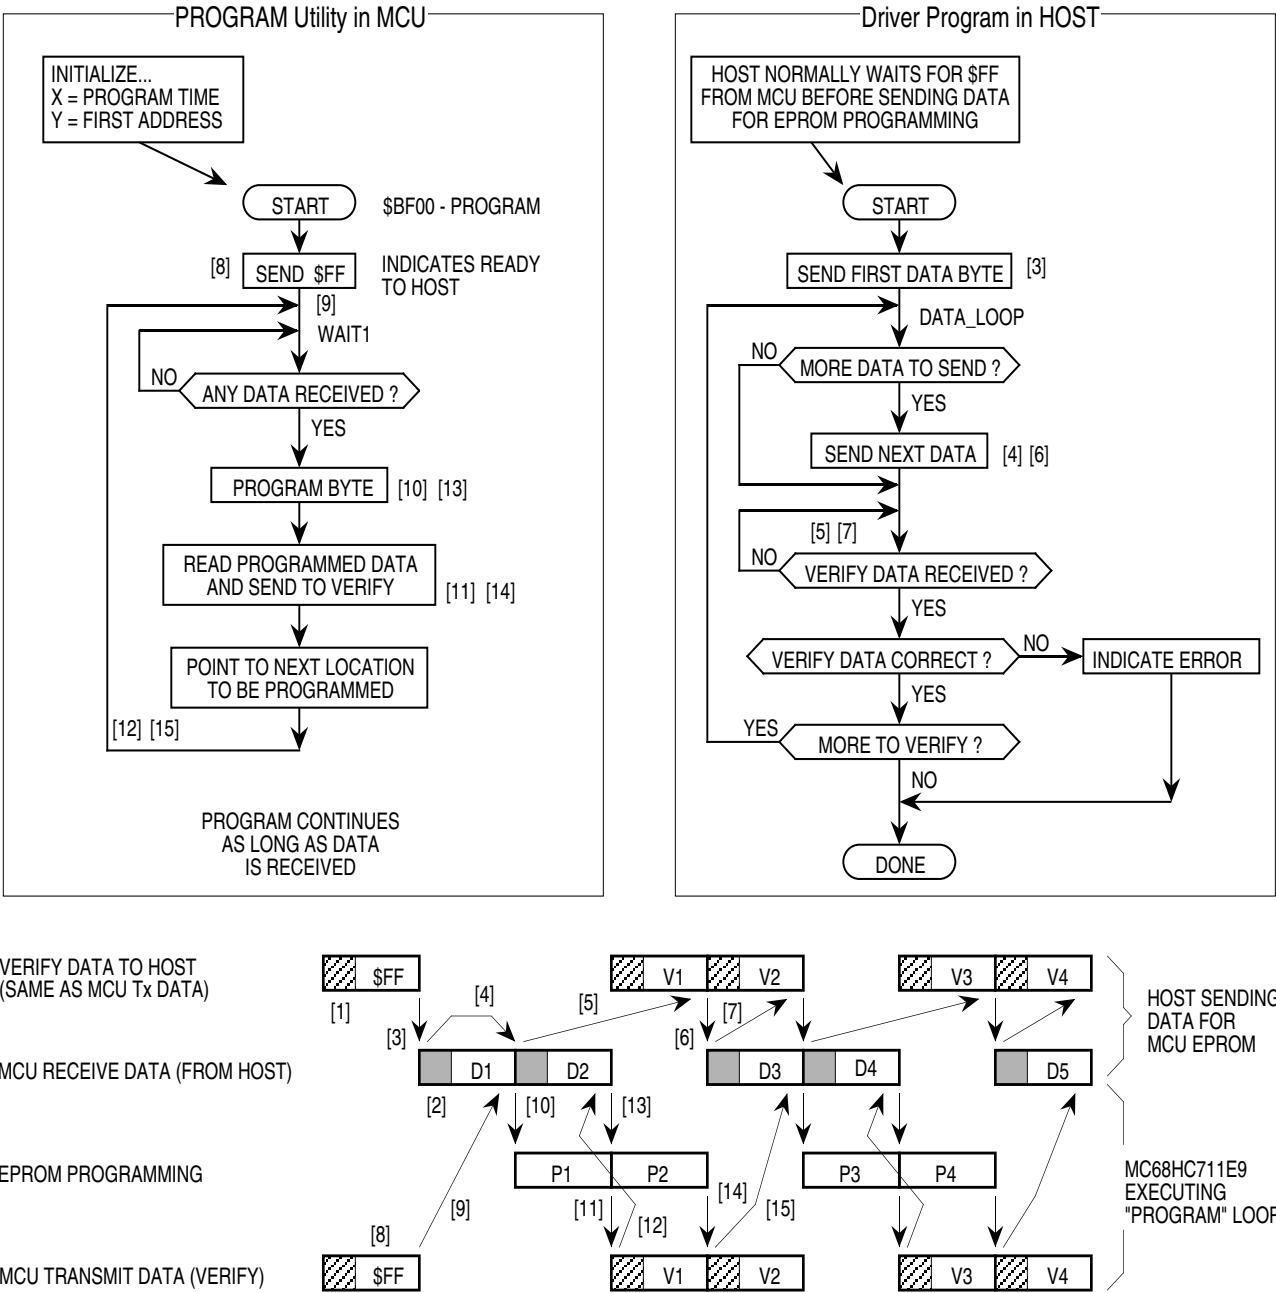 PROGRAM Utility in MCU
INITIALIZE...
X = PROGRAM TIME
Y = FIRST ADDRESS
START
$BF00 - PROGRAM
[8]
SEND $FF
INDICATES READY
TO HOST
[9]
WAIT1
NO
ANY DATA RECEIVED ?
YES
PROGRAM BYTE
[10] [13]
READ PROGRAMMED DATA
AND SEND TO VERIFY
[11] [14]
POINT TO NEXT LOCATION
TO BE PROGRAMMED
[12] [15]
PROGRAM CONTINUES
AS LONG AS DATA
IS RECEIVED
Driver Program in HOST
HOST NORMALLY WAITS FOR $FF
FROM MCU BEFORE SENDING DATA
FOR EPROM PROGRAMMING
START
SEND FIRST DATA BYTE
[3]
DATA_LOOP
NO
MORE DATA TO SEND ?
YES
SEND NEXT DATA
[4] [6]
[5] [7]
NO
VERIFY DATA RECEIVED ?
YES
VERIFY DATA CORRECT ?
NO
INDICATE ERROR
YES
YES
MORE TO VERIFY ?
NO
DONE
VERIFY DATA TO HOST
(SAME AS MCU Tx DATA)
$FF
V1
V2
V3
V4
[1]
[3]
[4]
[5]
[6]
[7]
HOST SENDING
DATA FOR
MCU EPROM
MCU RECEIVE DATA (FROM HOST)
D1
D2
D3
D4
D5
[2]
[10]
[13]
EPROM PROGRAMMING
P1
P2
P3
P4
MC68HC711E9
EXECUTING
"PROGRAM" LOOP
[8]
[9]
[11]
[12]
[14]
[15]
MCU TRANSMIT DATA (VERIFY)
$FF
V1
V2
V3
V4